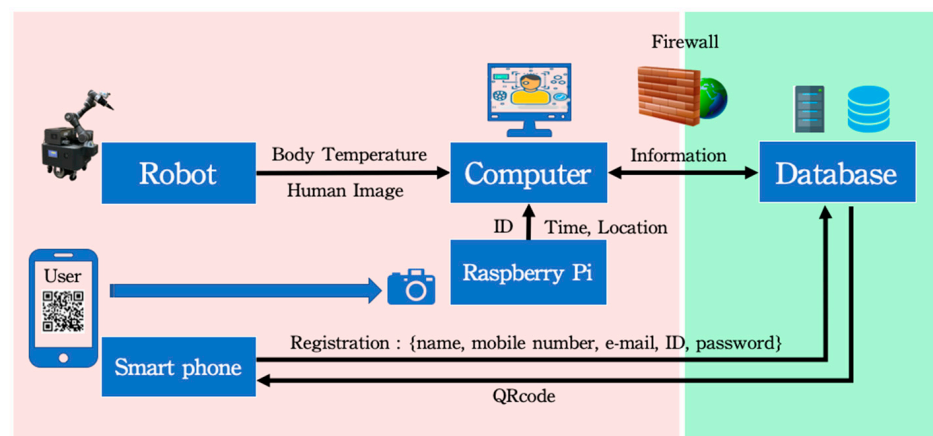 Firewall
Body Temperature
Information
Robot
Computer
Database
Human Image
ID
Time, Location
User
Raspberry Pi
Registration : {name, mobile number, e-mail, ID, password}
Smart phone
QRcode